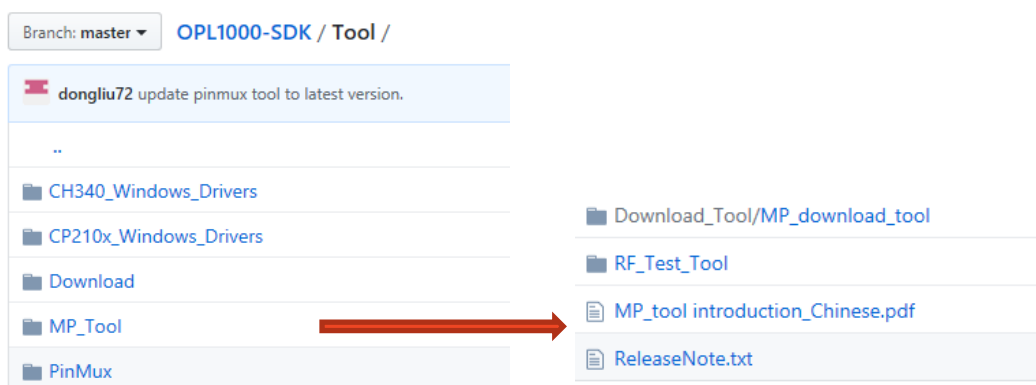 Branch: master
OPL1000-SDK / Tool /
dongliu72 update pinmux tool to latest version.
..
CH340_Windows_Drivers
CP210x_Windows_Drivers
Download
MP_Tool
PinMux
Download_Tool/MP_download_tool
RF_Test_Tool
MP_tool introduction_Chinese.pdf
ReleaseNote.txt